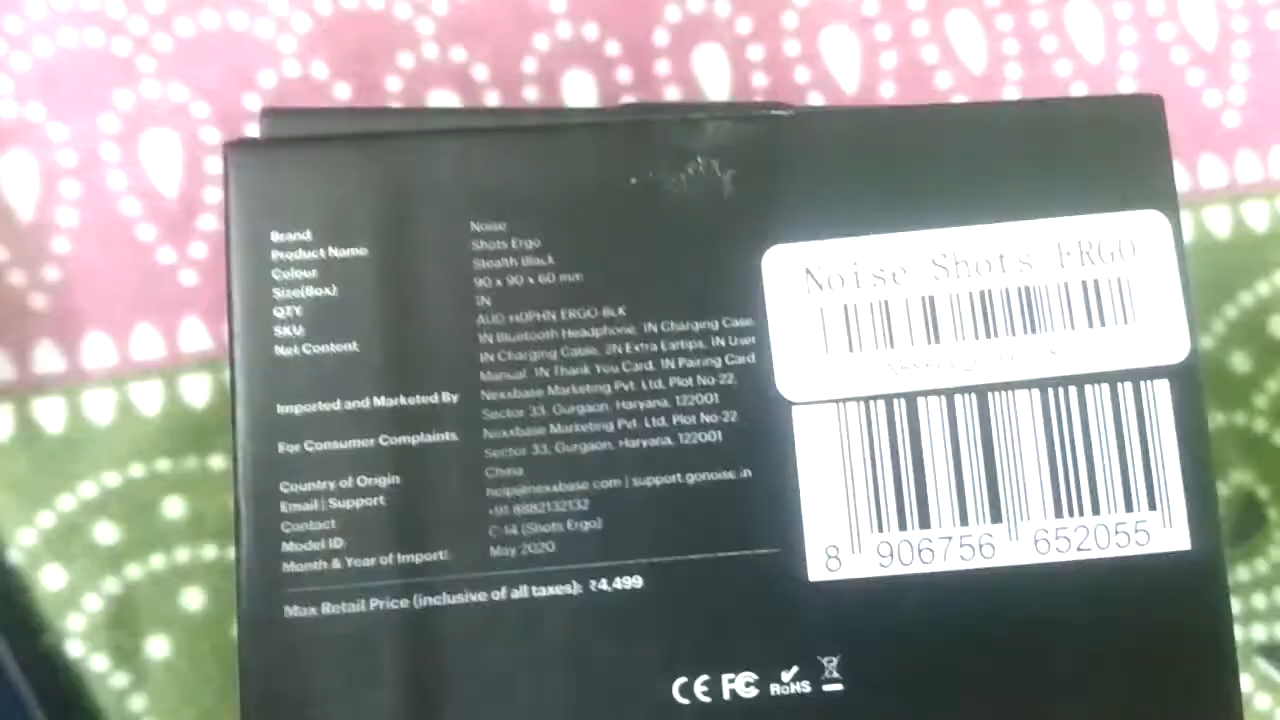 Brand Noise
Product Name Shots Ergo
Colour Stealth Black
Size(Box) 90 x 90 x 60 mm
QTY 1N
SKU AUD-HDPHN-ERGO-BLK
Net Content 1N Bluetooth Headphone, 1N Charging Case
1N Charging Cable, 2N Extra Eartips, 1N User
Manual, 1N Thank You Card, 1N Pairing Card
Imported and Marketed By Nexxbase Marketing Pvt. Ltd, Plot No-22,
Sector 33, Gurgaon, Haryana, 122001
For Consumer Complaints Nexxbase Marketing Pvt. Ltd, Plot No-22
Sector 33, Gurgaon, Haryana, 122001
Country of Origin China
Email | Support help@nexxbase.com | support.gonoise.in
Contact +91 8882132132
Model ID: C-14 (Shots Ergo)
Month & Year of Import: May 2020
Max Retail Price (inclusive of all taxes): ₹4,499
Noise Shots ERGO
8 906756 652055
CE FC RoHS